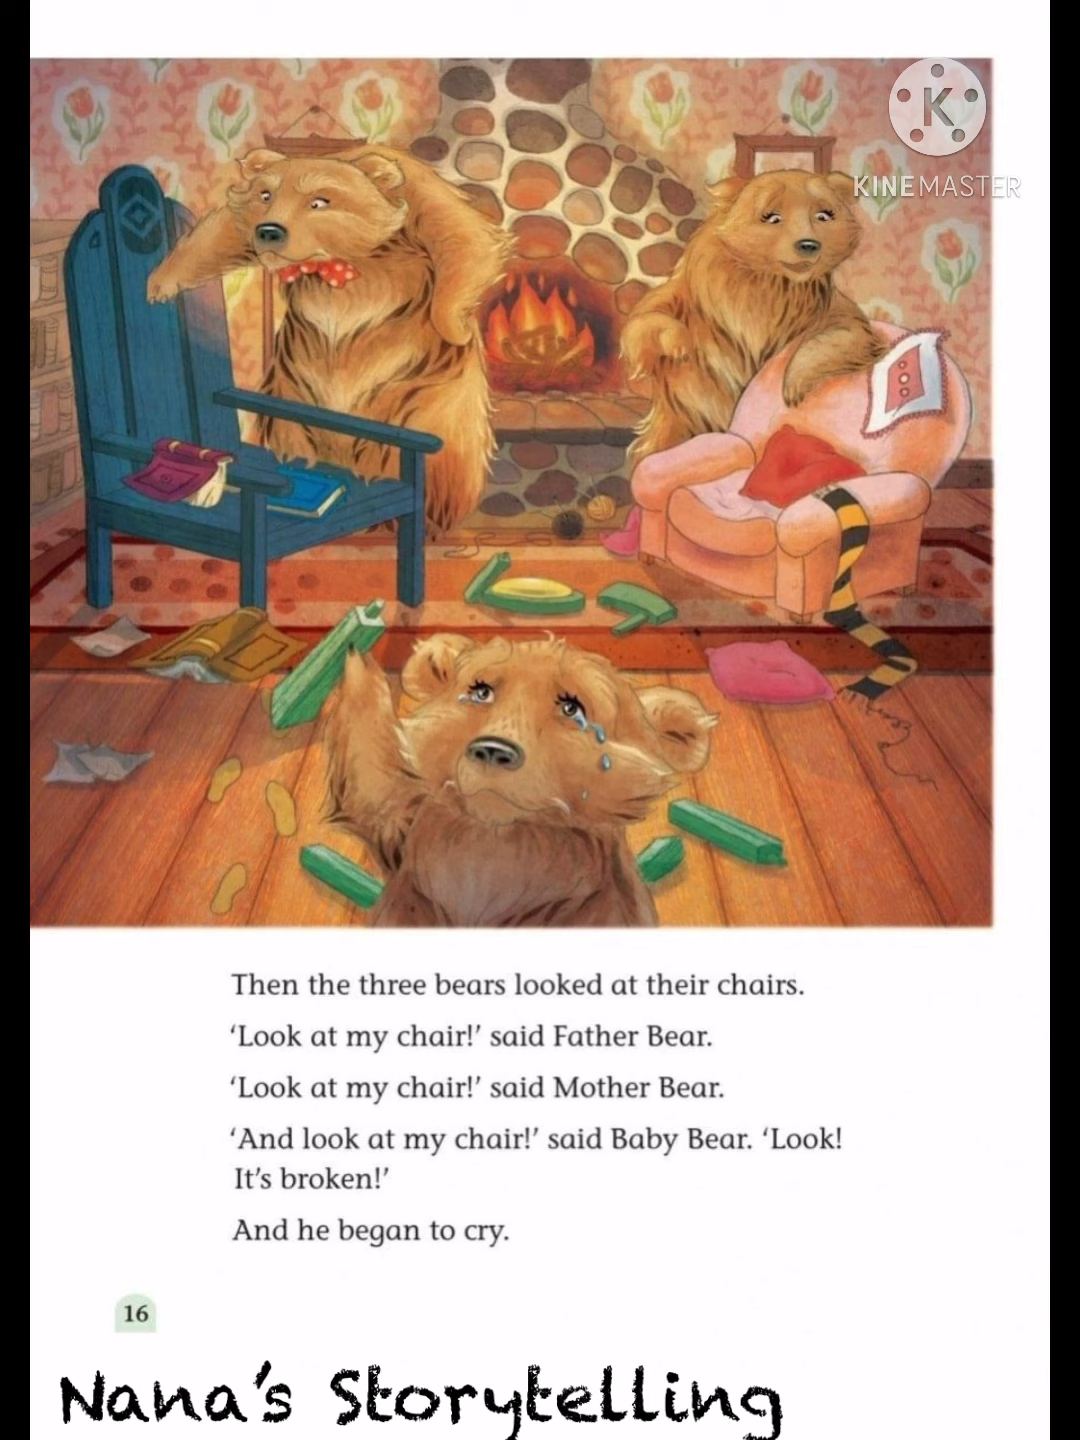 K
KINEMASTER
Then the three bears looked at their chairs.
‘Look at my chair!’ said Father Bear.
‘Look at my chair!’ said Mother Bear.
‘And look at my chair!’ said Baby Bear. ‘Look!
It’s broken!’
And he began to cry.
16
Nana’s Storytelling